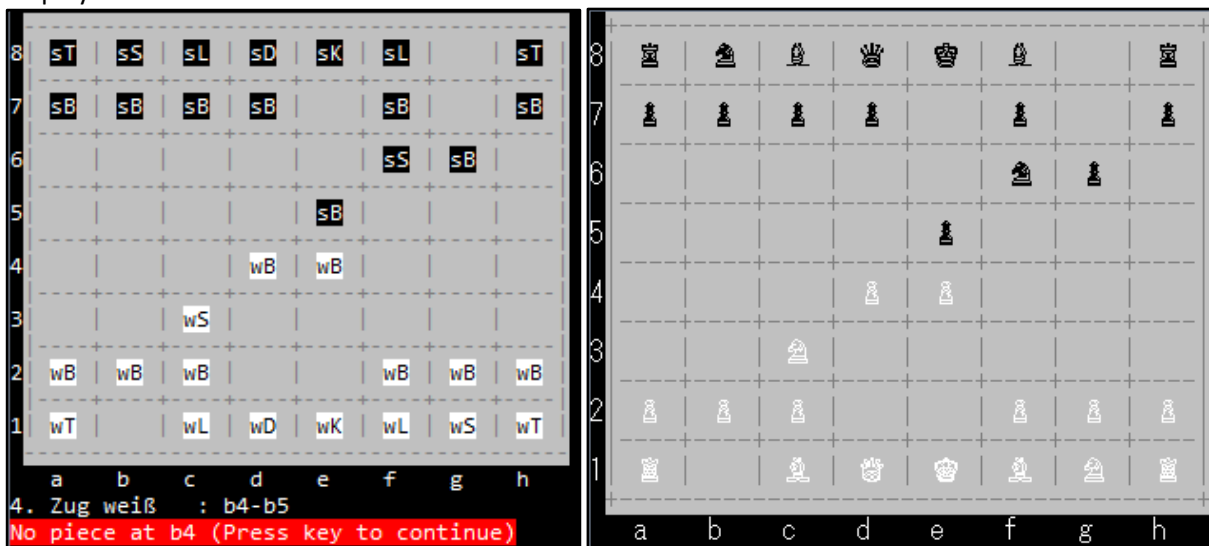 8 sT sS sL sD sK sL sT
7 sB sB sB sB sB sB
6 sS sB
5 sB
4 wB wB
3 wS
2 wB wB wB wB wB wB
1 wT wL wD wK wL wS wT
a b c d e f g h
4. Zug weiß : b4-b5
No piece at b4 (Press key to continue)
8
7
6
5
4
3
2
1
a b c d e f g h